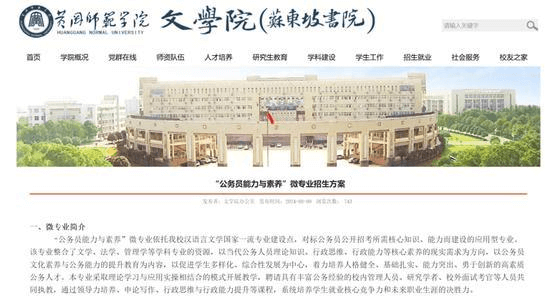 黄冈师范学院
HUANGGANG NORMAL UNIVERSITY
文學院(蘇東坡書院)
请输入关键字
首页 学院概况 党群在线 师资队伍 人才培养 研究生教育 学科建设 学生工作 招生就业 社会服务 校友之家
“公务员能力与素养”微专业招生方案
发布者：文学院办公室 发布时间：2024-09-09 浏览次数： 743
一、微专业简介
“公务员能力与素养”微专业依托我校汉语言文学国家一流专业建设点，对标公务员公开招考所需核心知识、能力而建设的应用型专业。
该专业整合了文学、法学、管理学等学科专业的资源，以当代公务人员理论知识、行政思维、行政能力等核心素养的现实需求为方向，以公务员
文化素养与公务能力的提升教育为内容，以促进学生多样化、综合性发展为中心，着力培养人格健全、基础扎实、能力突出、勇于创新的高素质
公务人才。本专业采取理论学习与应用实操相结合的模式开展教学，聘请具有丰富公务经验的校内管理人员、研究学者、校外面试考官等人员共
同执教，通过领导力培养、申论写作、行政思维与行政能力提升等课程，系统培养学生就业核心竞争力和未来职业生涯的胜任力。